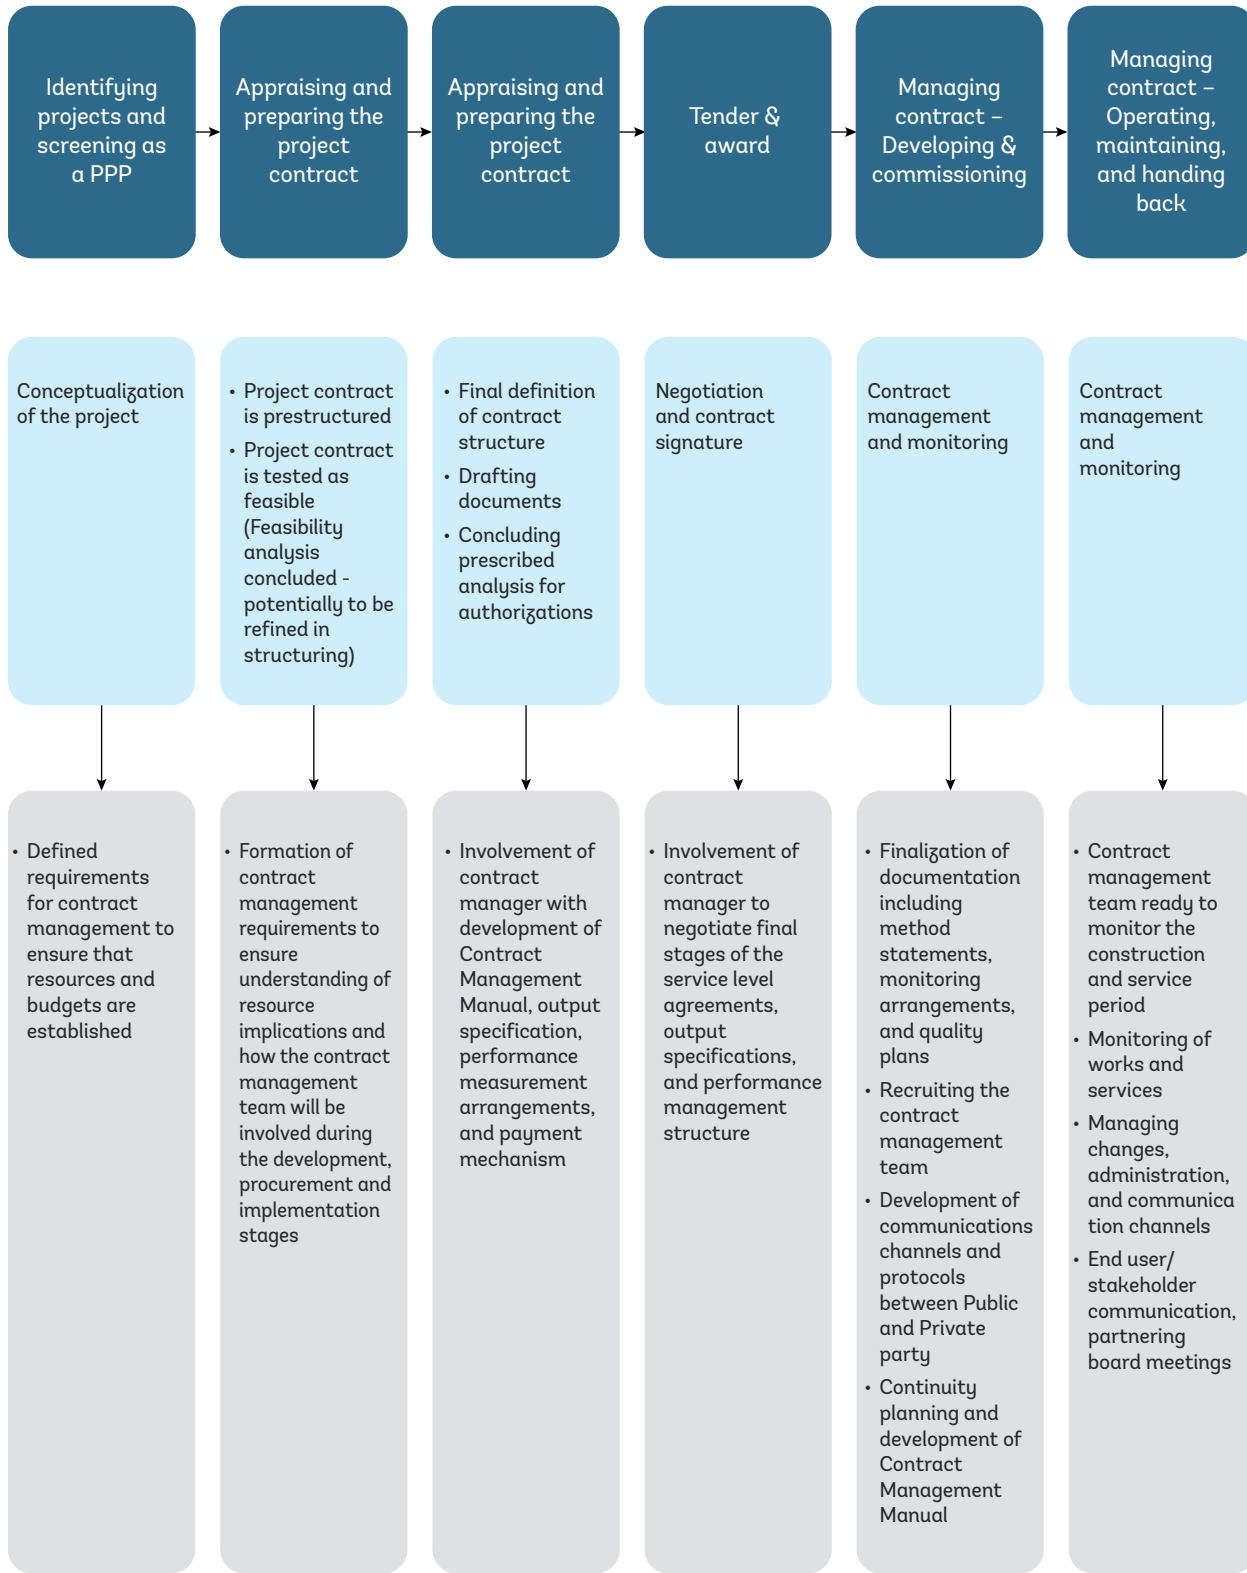 Identifying
projects and
screening as
a PPP
Appraising and
preparing the
project
contract
Appraising and
preparing the
project
contract
Tender &
award
Managing
contract –
Developing &
commissioning
Managing
contract –
Operating,
maintaining,
and handing
back
Conceptualization
of the project
• Project contract
is prestructured
• Project contract
is tested as
feasible
(Feasibility
analysis
concluded -
potentially to be
refined in
structuring)
• Final definition
of contract
structure
• Drafting
documents
• Concluding
prescribed
analysis for
authorizations
Negotiation
and contract
signature
Contract
management
and monitoring
Contract
management
and
monitoring
• Defined
requirements
for contract
management to
ensure that
resources and
budgets are
established
• Formation of
contract
management
requirements to
ensure
understanding of
resource
implications and
how the contract
management
team will be
involved during
the development,
procurement and
implementation
stages
• Involvement of
contract
manager with
development of
Contract
Management
Manual, output
specification,
performance
measurement
arrangements,
and payment
mechanism
• Involvement of
contract
manager to
negotiate final
stages of the
service level
agreements,
output
specifications,
and performance
management
structure
• Finalization of
documentation
including
method
statements,
monitoring
arrangements,
and quality
plans
• Recruiting the
contract
management
team
• Development of
communications
channels and
protocols
between Public
and Private
party
• Continuity
planning and
development of
Contract
Management
Manual
• Contract
management
team ready to
monitor the
construction
and service
period
• Monitoring of
works and
services
• Managing
changes,
administration,
and communica
tion channels
• End user/
stakeholder
communication,
partnering
board meetings